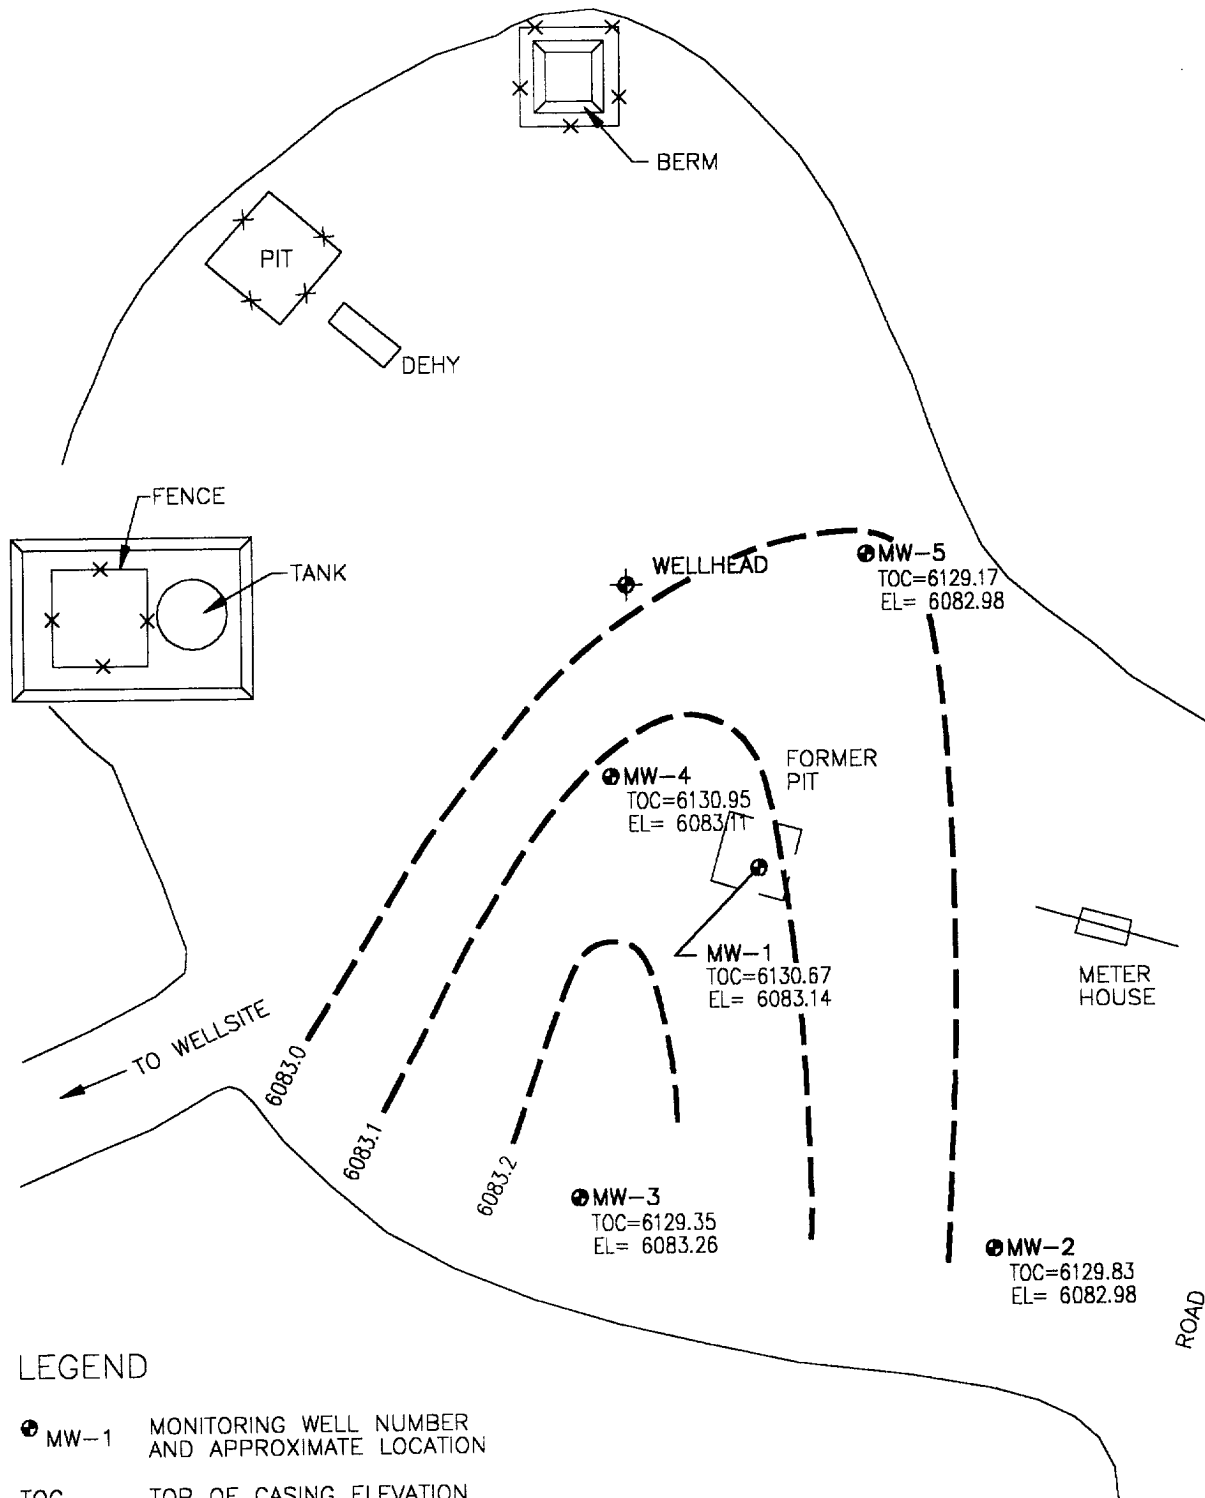 BERM
PIT
DEHY
FENCE
TANK
WELLHEAD
MW-5
TOC=6129.17
EL= 6082.98
FORMER
PIT
MW-4
TOC=6130.95
EL= 6083.11
MW-1
TOC=6130.67
EL= 6083.14
METER
HOUSE
TO WELLSITE
6083.0
6083.1
6083.2
MW-3
TOC=6129.35
EL= 6083.26
MW-2
TOC=6129.83
EL= 6082.98
ROAD
LEGEND
MW-1 MONITORING WELL NUMBER
AND APPROXIMATE LOCATION
TOC TOP OF CASING ELEVATION